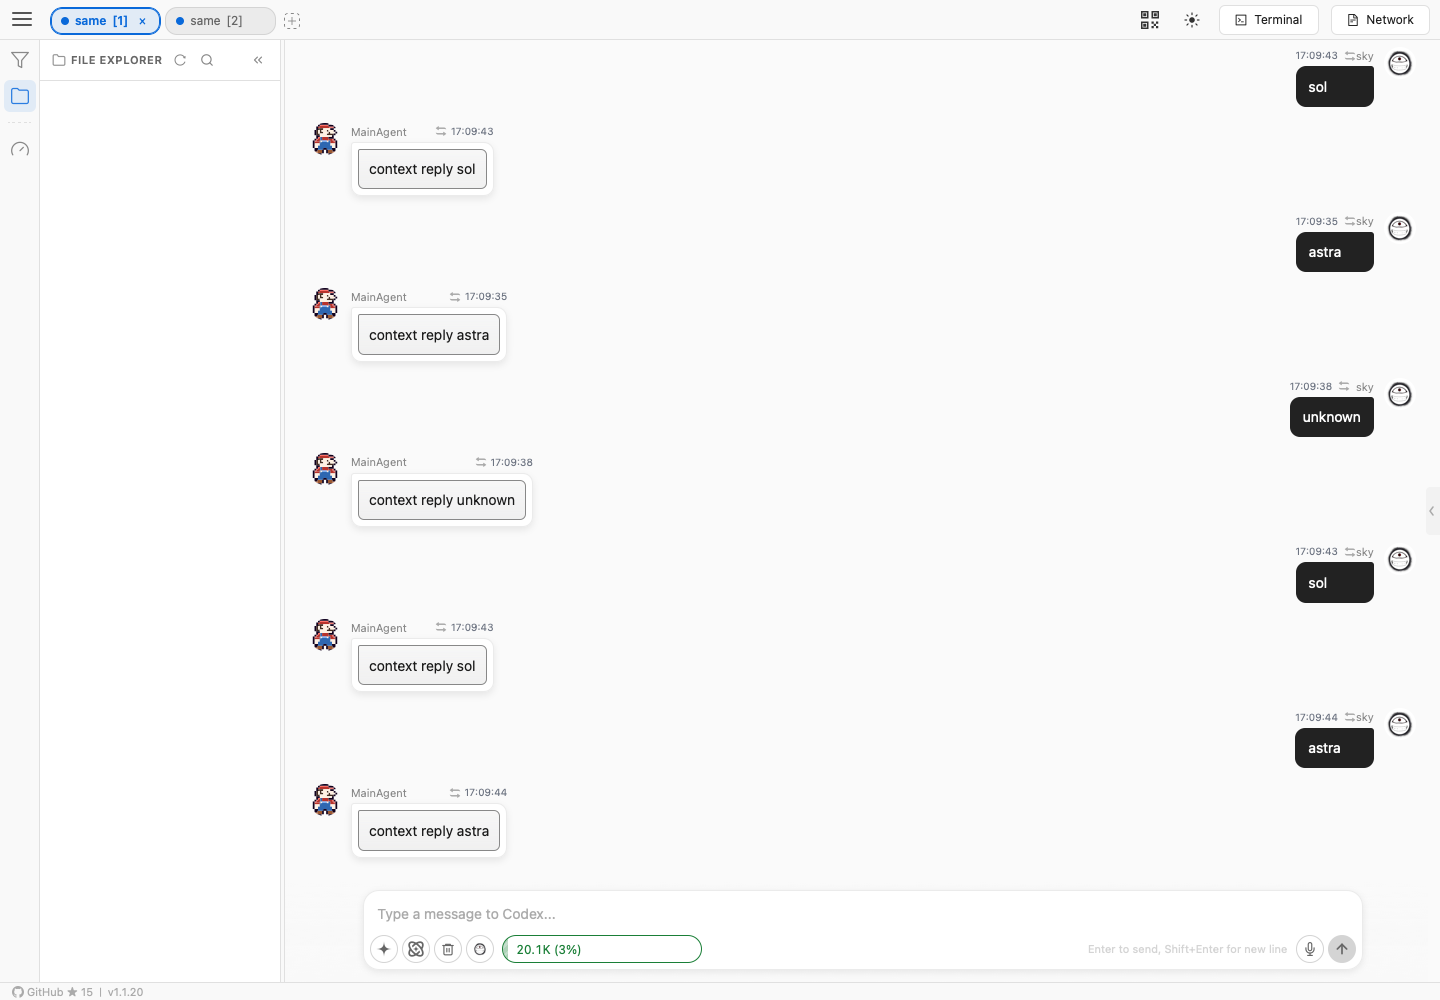 same [1] ×
same [2]
Terminal
Network
FILE EXPLORER
17:09:43 sky
sol
MainAgent 17:09:43
context reply sol
17:09:35 sky
astra
MainAgent 17:09:35
context reply astra
17:09:38 sky
unknown
MainAgent 17:09:38
context reply unknown
17:09:43 sky
sol
MainAgent 17:09:43
context reply sol
17:09:44 sky
astra
MainAgent 17:09:44
context reply astra
Type a message to Codex...
20.1K (3%)
Enter to send, Shift+Enter for new line
GitHub ★ 15 | v1.1.20